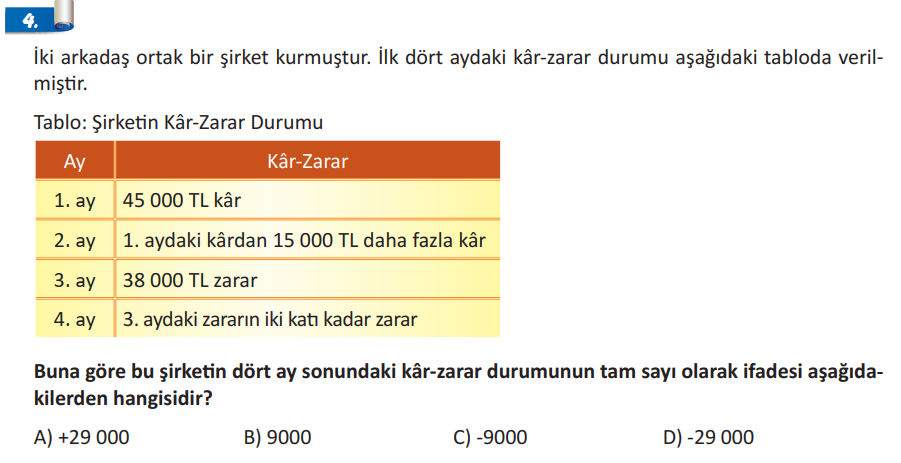 4.
İki arkadaş ortak bir şirket kurmuştur. İlk dört aydaki kâr-zarar durumu aşağıdaki tabloda veril-
miştir.
Tablo: Şirketin Kâr-Zarar Durumu
Ay Kâr-Zarar
1. ay 45 000 TL kâr
2. ay 1. aydaki kârdan 15 000 TL daha fazla kâr
3. ay 38 000 TL zarar
4. ay 3. aydaki zararın iki katı kadar zarar
Buna göre bu şirketin dört ay sonundaki kâr-zarar durumunun tam sayı olarak ifadesi aşağıda-
kilerden hangisidir?
A) +29 000 B) 9000 C) -9000 D) -29 000